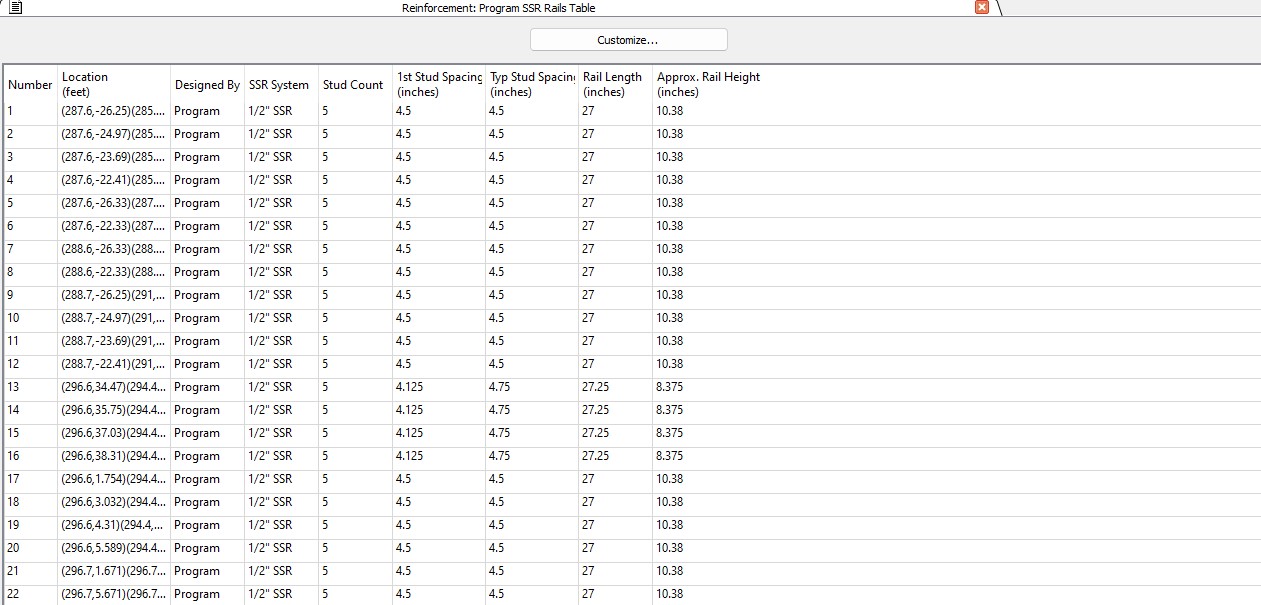 Reinforcement: Program SSR Rails Table
Customize...
Number Location (feet) Designed By SSR System Stud Count 1st Stud Spacing (inches) Typ Stud Spacin (inches) Rail Length (inches) Approx. Rail Height (inches)
1 (287.6,-26.25)(285.... Program 1/2" SSR 5 4.5 4.5 27 10.38
2 (287.6,-24.97)(285.... Program 1/2" SSR 5 4.5 4.5 27 10.38
3 (287.6,-23.69)(285.... Program 1/2" SSR 5 4.5 4.5 27 10.38
4 (287.6,-22.41)(285.... Program 1/2" SSR 5 4.5 4.5 27 10.38
5 (287.6,-26.33)(287.... Program 1/2" SSR 5 4.5 4.5 27 10.38
6 (287.6,-22.33)(287.... Program 1/2" SSR 5 4.5 4.5 27 10.38
7 (288.6,-26.33)(288.... Program 1/2" SSR 5 4.5 4.5 27 10.38
8 (288.6,-22.33)(288.... Program 1/2" SSR 5 4.5 4.5 27 10.38
9 (288.7,-26.25)(291,... Program 1/2" SSR 5 4.5 4.5 27 10.38
10 (288.7,-24.97)(291,... Program 1/2" SSR 5 4.5 4.5 27 10.38
11 (288.7,-23.69)(291,... Program 1/2" SSR 5 4.5 4.5 27 10.38
12 (288.7,-22.41)(291,... Program 1/2" SSR 5 4.5 4.5 27 10.38
13 (296.6,34.47)(294.4... Program 1/2" SSR 5 4.125 4.75 27.25 8.375
14 (296.6,35.75)(294.4... Program 1/2" SSR 5 4.125 4.75 27.25 8.375
15 (296.6,37.03)(294.4... Program 1/2" SSR 5 4.125 4.75 27.25 8.375
16 (296.6,38.31)(294.4... Program 1/2" SSR 5 4.125 4.75 27.25 8.375
17 (296.6,1.754)(294.4... Program 1/2" SSR 5 4.5 4.5 27 10.38
18 (296.6,3.032)(294.4... Program 1/2" SSR 5 4.5 4.5 27 10.38
19 (296.6,4.31)(294.4,... Program 1/2" SSR 5 4.5 4.5 27 10.38
20 (296.6,5.589)(294.4... Program 1/2" SSR 5 4.5 4.5 27 10.38
21 (296.7,1.671)(296.7... Program 1/2" SSR 5 4.5 4.5 27 10.38
22 (296.7,5.671)(296.7... Program 1/2" SSR 5 4.5 4.5 27 10.38